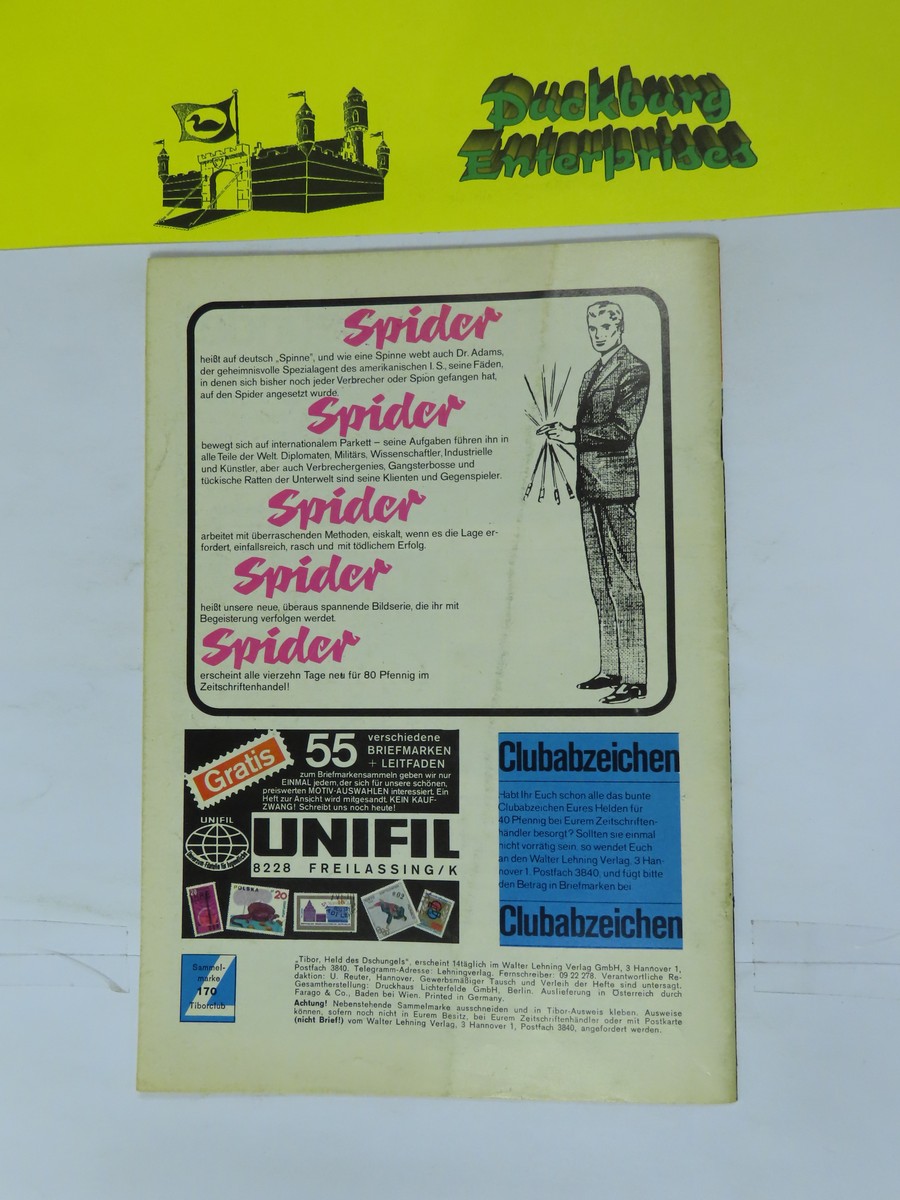 Duckburg
Enterprises
Spider
heißt auf deutsch „Spinne“, und wie eine Spinne webt auch Dr. Adams,
der geheimnisvolle Spezialagent des amerikanischen I. S., seine Fäden,
in denen sich bisher noch jeder Verbrecher oder Spion gefangen hat,
auf den Spider angesetzt wurde.
Spider
bewegt sich auf internationalem Parkett – seine Aufgaben führen ihn in
alle Teile der Welt. Diplomaten, Militärs, Wissenschaftler, Industrielle
und Künstler, aber auch Verbrechergenies, Gangsterbosse und
tückische Ratten der Unterwelt sind seine Klienten und Gegenspieler.
Spider
arbeitet mit überraschenden Methoden, eiskalt, wenn es die Lage er-
fordert, einfallsreich, rasch und mit tödlichem Erfolg.
Spider
heißt unsere neue, überaus spannende Bildserie, die ihr mit
Begeisterung verfolgen werdet.
Spider
erscheint alle vierzehn Tage neu für 80 Pfennig im
Zeitschriftenhandel!
Gratis
55 verschiedene
BRIEFMARKEN
+ LEITFADEN
zum Briefmarkensammeln geben wir nur
EINMAL jedem, der sich für unsere schönen,
preiswerten MOTIV-AUSWAHLEN interessiert. Ein
Heft zur Ansicht wird mitgesandt. KEIN KAUF-
ZWANG! Schreibt uns noch heute!
UNIFIL
UNIFIL
8228 FREILASSING/K
POLSKA
20
Clubabzeichen
Habt Ihr Euch schon alle das bunte
Clubabzeichen Eures Helden für
40 Pfennig bei Eurem Zeitschriften-
händler besorgt? Sollten sie einmal
nicht vorrätig sein, so wendet Euch
an den Walter Lehning Verlag, 3 Han-
nover 1, Postfach 3840, und fügt bitte
den Betrag in Briefmarken bei
Clubabzeichen
Sammel-
marke
170
Tiborclub
„Tibor, Held des Dschungels“, erscheint 14täglich im Walter Lehning Verlag GmbH, 3 Hannover 1,
Postfach 3840. Telegramm-Adresse: Lehningverlag. Fernschreiber: 09 22 278. Verantwortliche Re-
daktion: U. Reuter, Hannover. Gewerbsmäßiger Tausch und Verleih der Hefte sind untersagt.
Gesamtherstellung: Druckhaus Lichterfelde GmbH, Berlin. Auslieferung in Österreich durch
Farago & Co., Baden bei Wien. Printed in Germany.
Achtung! Nebenstehende Sammelmarke ausschneiden und in Tibor-Ausweis kleben. Ausweise
können, sofern noch nicht in Eurem Besitz, bei Eurem Zeitschriftenhändler oder mit Postkarte
(nicht Brief!) vom Walter Lehning Verlag, 3 Hannover 1, Postfach 3840, angefordert werden.